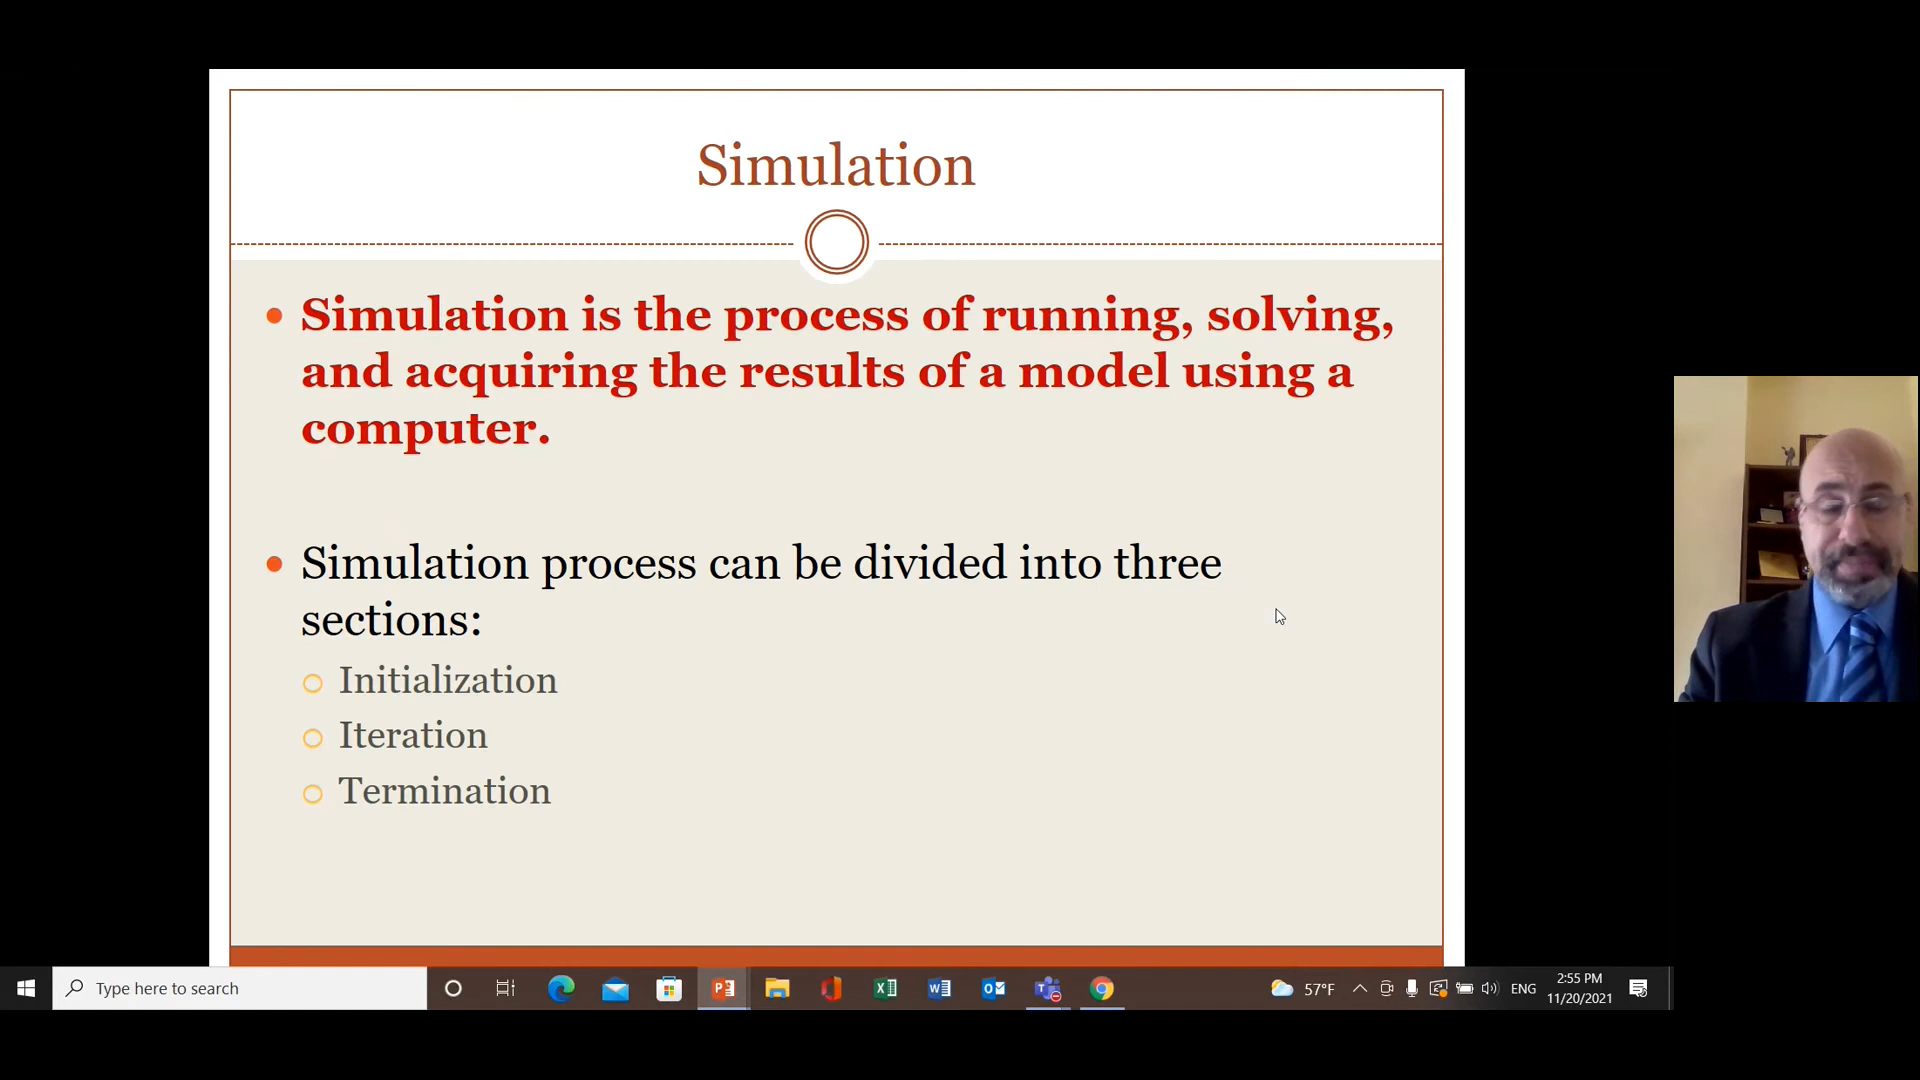 Simulation
Simulation is the process of running, solving,
and acquiring the results of a model using a
computer.
Simulation process can be divided into three
sections:
Initialization
Iteration
Termination
Type here to search
57°F
ENG
2:55 PM
11/20/2021